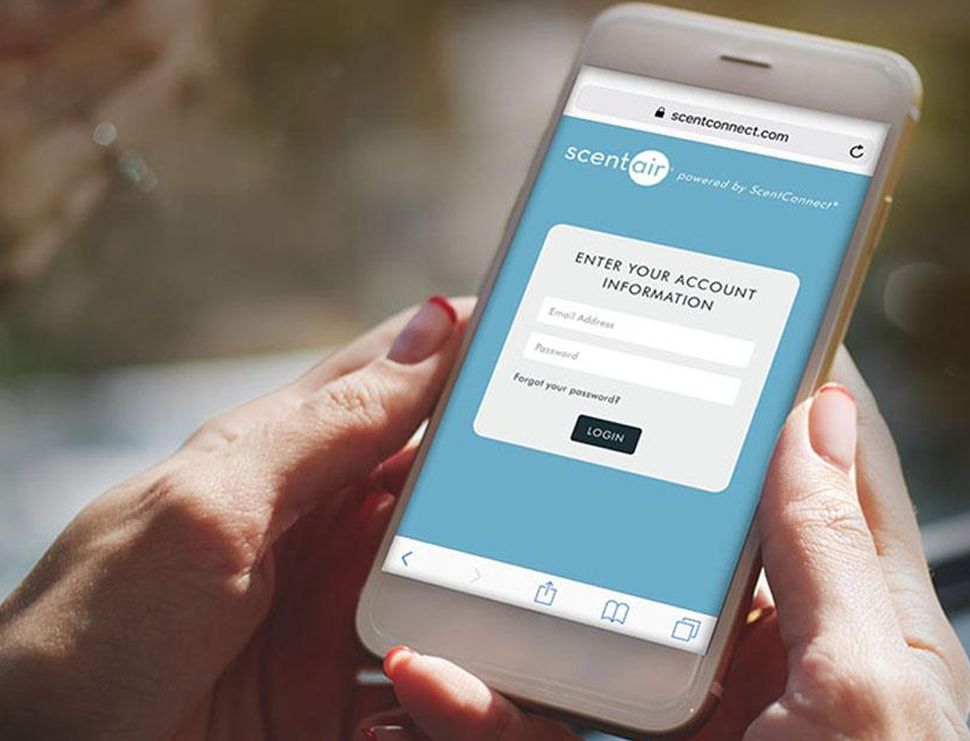 scentconnect.com
scentair® powered by ScentConnect®
ENTER YOUR ACCOUNT
INFORMATION
Email Address
Password
Forgot your password?
LOGIN